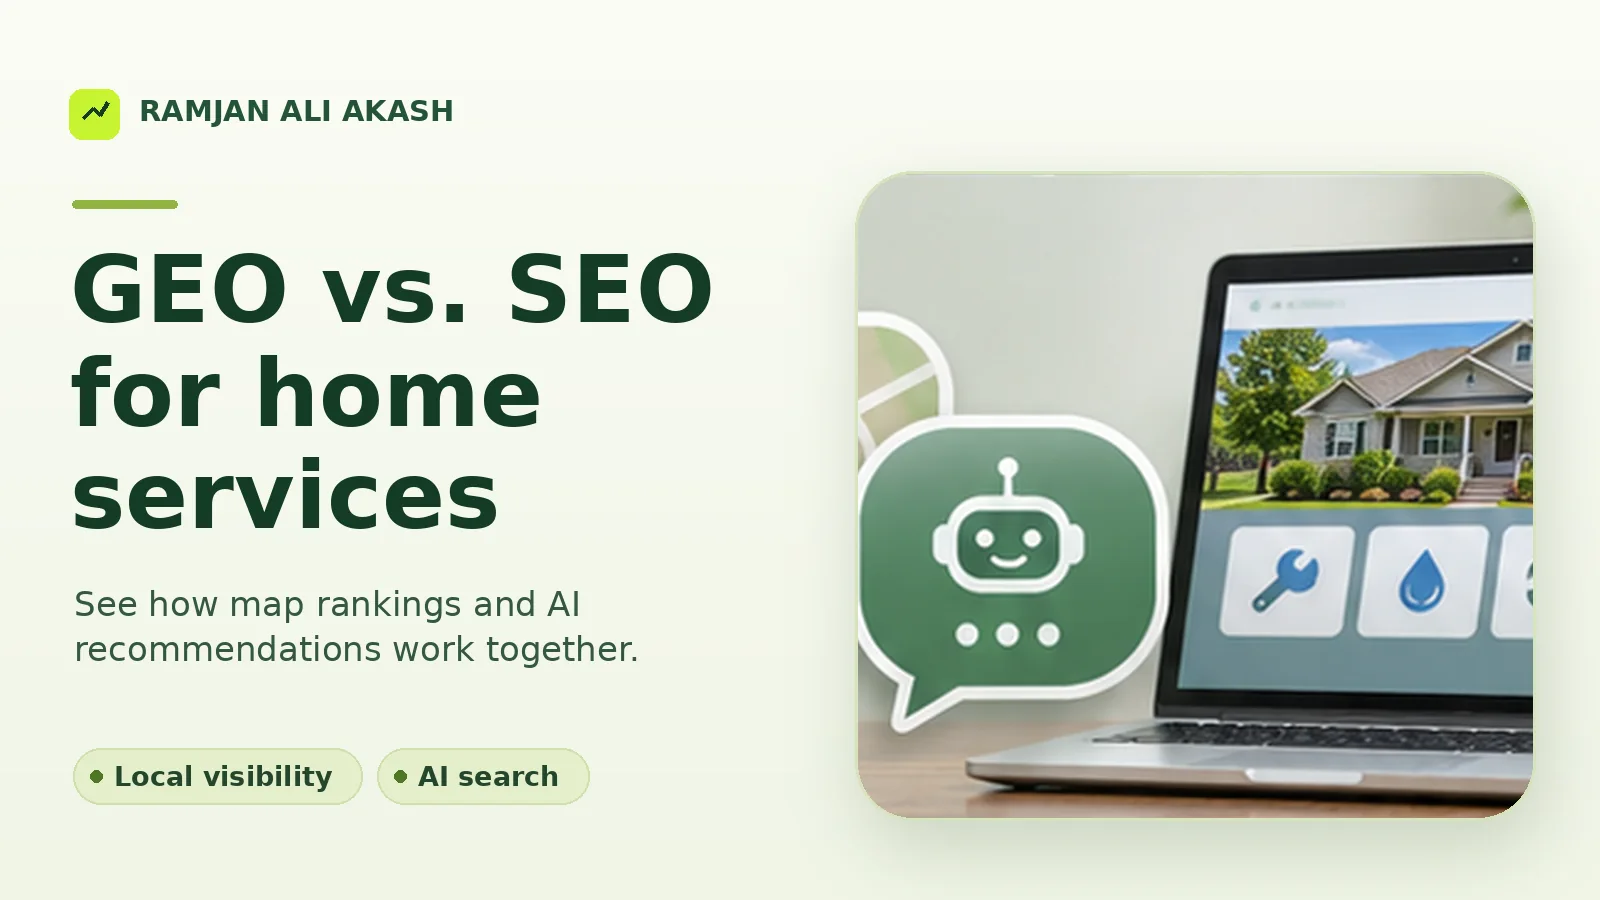 RAMJAN ALI AKASH
GEO vs. SEO
for home
services
See how map rankings and AI
recommendations work together.
Local visibility
AI search